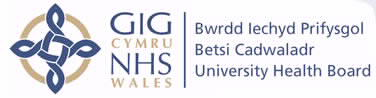 GIG
CYMRU
NHS
WALES
Bwrdd Iechyd Prifysgol
Betsi Cadwaladr
University Health Board